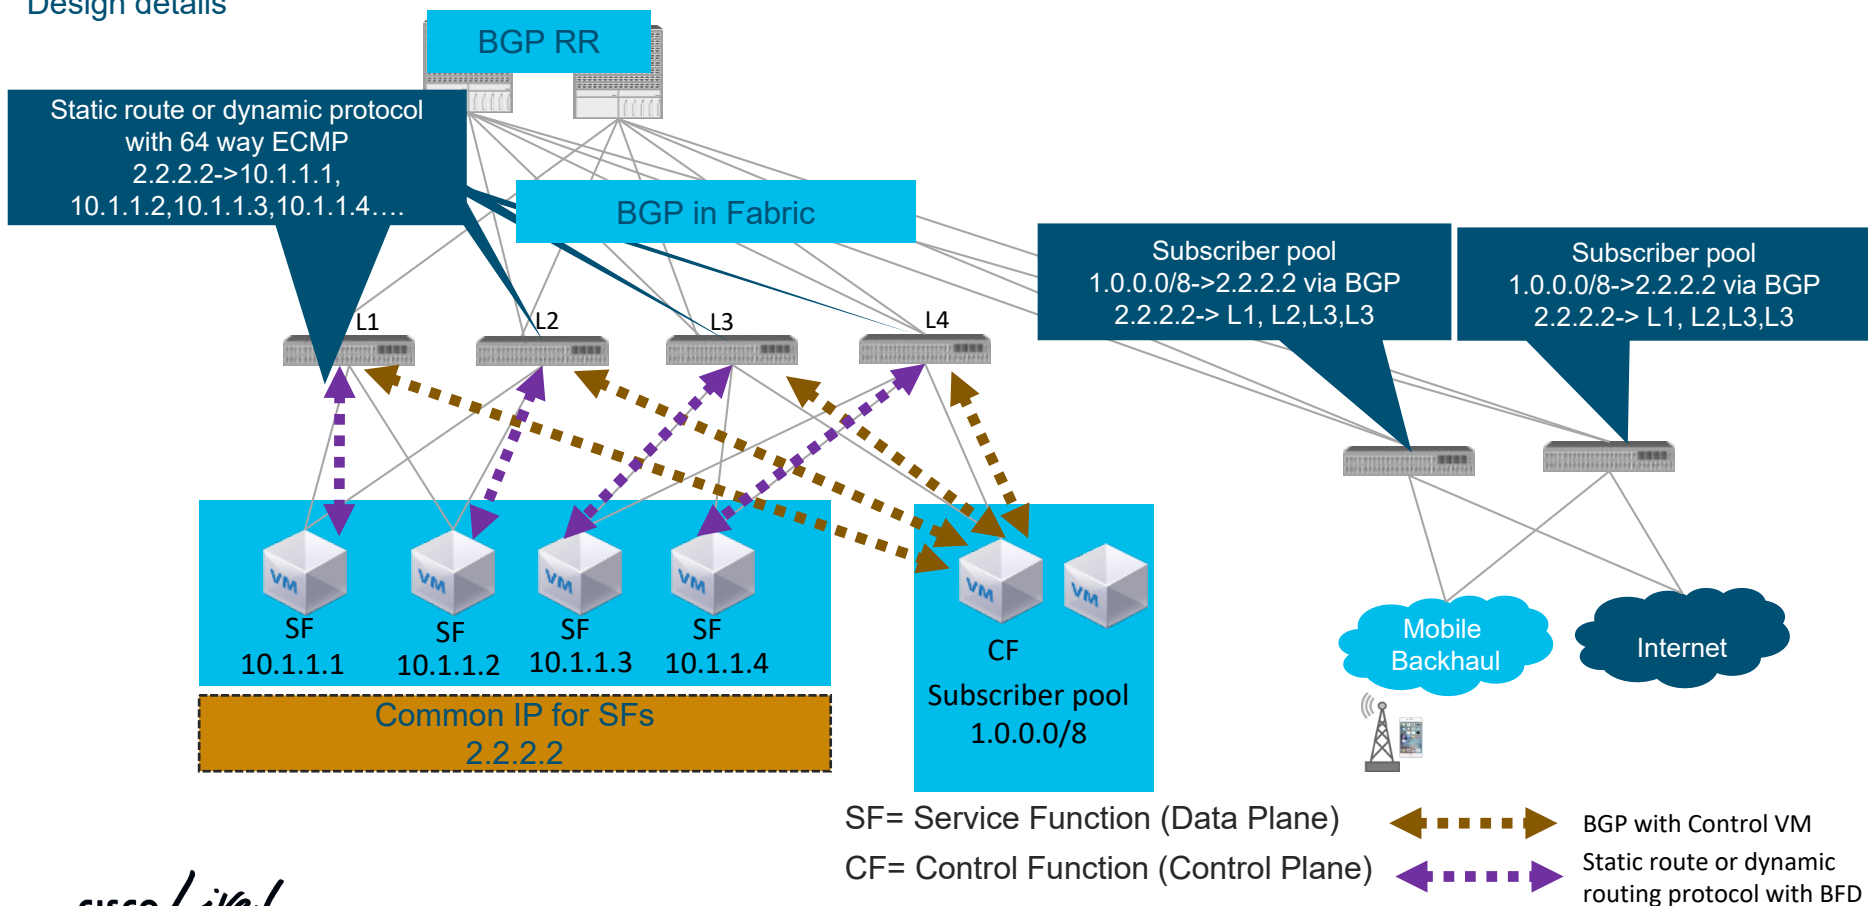 Design details
BGP RR
Static route or dynamic protocol
with 64 way ECMP
2.2.2.2->10.1.1.1,
10.1.1.2,10.1.1.3,10.1.1.4….
BGP in Fabric
Subscriber pool
1.0.0.0/8->2.2.2.2 via BGP
2.2.2.2-> L1, L2,L3,L3
Subscriber pool
1.0.0.0/8->2.2.2.2 via BGP
2.2.2.2-> L1, L2,L3,L3
L1
L2
L3
L4
VM
VM
VM
VM
VM
VM
SF
10.1.1.1
SF
10.1.1.2
SF
10.1.1.3
SF
10.1.1.4
CF
Subscriber pool
1.0.0.0/8
Common IP for SFs
2.2.2.2
Mobile
Backhaul
Internet
SF= Service Function (Data Plane)
CF= Control Function (Control Plane)
BGP with Control VM
Static route or dynamic
routing protocol with BFD
cisco Live!